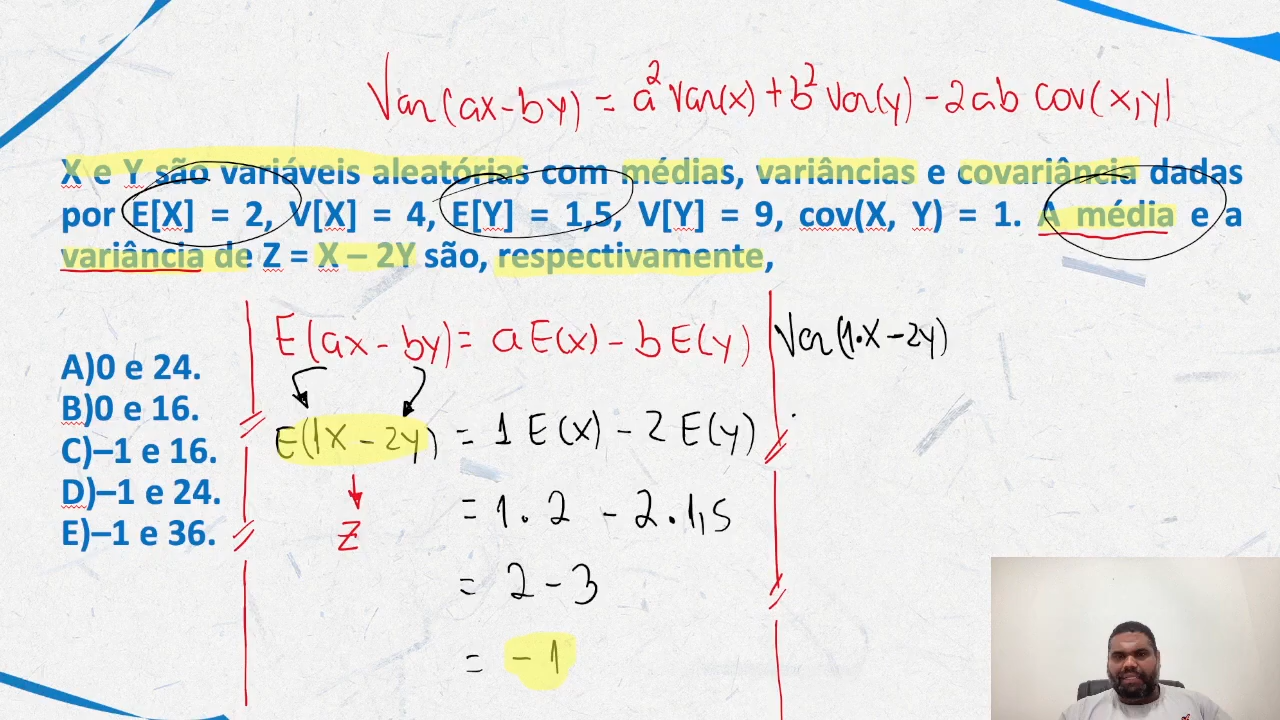 Var(ax-by) = a² Var(x) + b² Var(y) - 2ab cov(x,y)
X e Y são variáveis aleatórias com médias, variâncias e covariância dadas
por E[X] = 2, V[X] = 4, E[Y] = 1,5, V[Y] = 9, cov(X, Y) = 1. A média e a
variância de Z = X – 2Y são, respectivamente,
A)0 e 24.
B)0 e 16.
C)–1 e 16.
D)–1 e 24.
E)–1 e 36.
E(ax - by) = aE(x) - bE(y)
E(1x - 2y) = 1 E(x) - 2 E(y)
Z
= 1.2 - 2.1,5
= 2 - 3
= -1
Var(1.x - 2y)